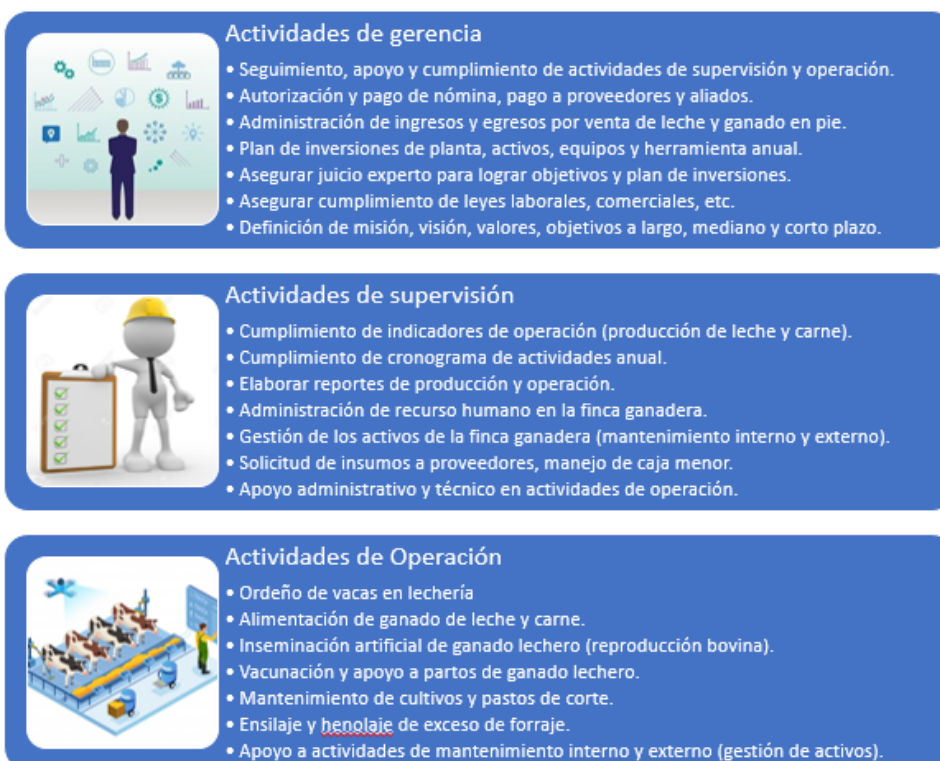 Actividades de gerencia
• Seguimiento, apoyo y cumplimiento de actividades de supervisión y operación.
• Autorización y pago de nómina, pago a proveedores y aliados.
• Administración de ingresos y egresos por venta de leche y ganado en pie.
• Plan de inversiones de planta, activos, equipos y herramienta anual.
• Asegurar juicio experto para lograr objetivos y plan de inversiones.
• Asegurar cumplimiento de leyes laborales, comerciales, etc.
• Definición de misión, visión, valores, objetivos a largo, mediano y corto plazo.
Actividades de supervisión
• Cumplimiento de indicadores de operación (producción de leche y carne).
• Cumplimiento de cronograma de actividades anual.
• Elaborar reportes de producción y operación.
• Administración de recurso humano en la finca ganadera.
• Gestión de los activos de la finca ganadera (mantenimiento interno y externo).
• Solicitud de insumos a proveedores, manejo de caja menor.
• Apoyo administrativo y técnico en actividades de operación.
Actividades de Operación
• Ordeño de vacas en lechería
• Alimentación de ganado de leche y carne.
• Inseminación artificial de ganado lechero (reproducción bovina).
• Vacunación y apoyo a partos de ganado lechero.
• Mantenimiento de cultivos y pastos de corte.
• Ensilaje y henolaje de exceso de forraje.
• Apoyo a actividades de mantenimiento interno y externo (gestión de activos).